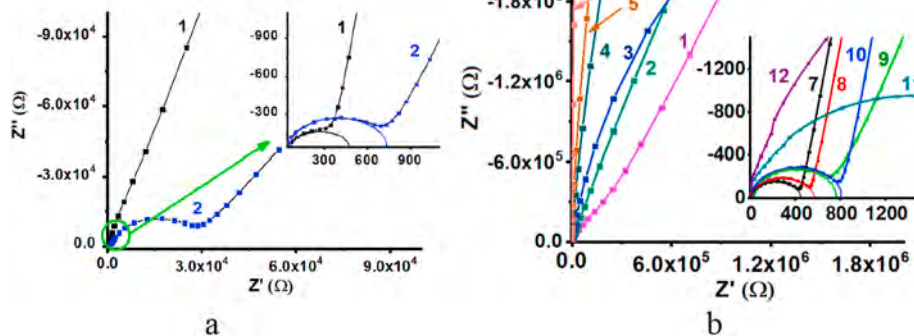 -9.0x10⁴
-6.0x10⁴
-3.0x10⁴
0.0
Z'' (Ω)
0.0
3.0x10⁴
6.0x10⁴
9.0x10⁴
Z' (Ω)
1
2
-900
-600
-300
300
600
900
1
2
a
-1.8x10⁶
-1.2x10⁶
-6.0x10⁵
0.0
Z'' (Ω)
0.0
6.0x10⁵
1.2x10⁶
1.8x10⁶
Z' (Ω)
5
4
3
2
1
-1200
-800
-400
0
0
400
800
1200
12
7
8
10
9
b